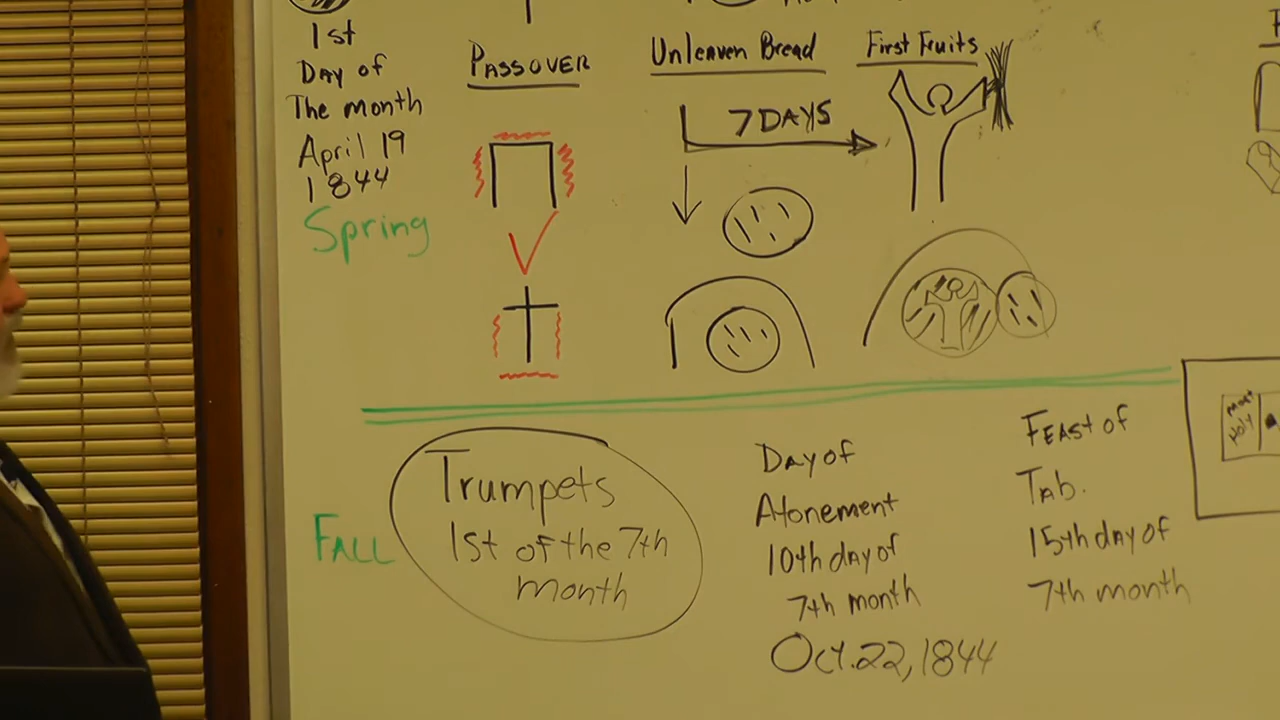 1st
Day of
The month
April 19
1844
Spring
Passover
Unleaven Bread
7 DAYS
First Fruits
Fall
Trumpets
1st of the 7th
month
Day of
Atonement
10th day of
7th month
Oct. 22, 1844
Feast of
Tab.
15th day of
7th month
most
Holy